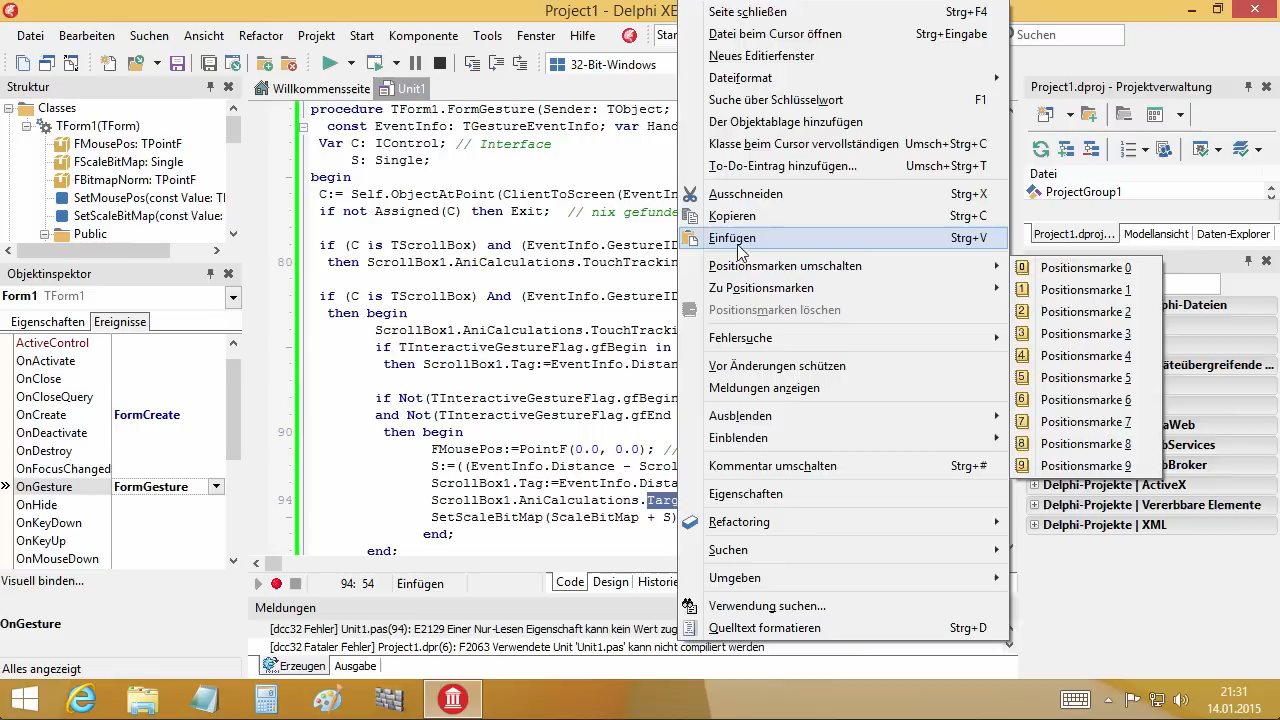 Project1 - Delphi XE
Datei
Bearbeiten
Suchen
Ansicht
Refactor
Projekt
Start
Komponente
Tools
Fenster
Hilfe
Suchen
32-Bit-Windows
Struktur
Willkommensseite
Unit1
Classes
TForm1(TForm)
FMousePos: TPointF
FScaleBitMap: Single
FBitmapNorm: TPointF
SetMousePos(const Value:
SetScaleBitMap(const Value:
Public
Objektinspektor
Form1 TForm1
Eigenschaften
Ereignisse
ActiveControl
OnActivate
OnClose
OnCloseQuery
OnCreate FormCreate
OnDeactivate
OnDestroy
OnFocusChanged
OnGesture FormGesture
OnHide
OnKeyDown
OnKeyUp
OnMouseDown
Visuell binden...
OnGesture
Alles angezeigt
procedure TForm1.FormGesture(Sender: TObject;
const EventInfo: TGestureEventInfo; var Hand
Var C: IControl; // Interface
S: Single;
begin
C:= Self.ObjectAtPoint(ClientToScreen(EventIn
if not Assigned(C) then Exit; // nix gefunde
if (C is TScrollBox) and (EventInfo.GestureID
80 then ScrollBox1.AniCalculations.TouchTrackin
if (C is TScrollBox) And (EventInfo.GestureID
then begin
ScrollBox1.AniCalculations.TouchTrackin
if TInteractiveGestureFlag.gfBegin in
then ScrollBox1.Tag:=EventInfo.Distan
if Not(TInteractiveGestureFlag.gfBegin
and Not(TInteractiveGestureFlag.gfEnd
90 then begin
FMousePos:=PointF(0.0, 0.0); //
S:=((EventInfo.Distance - Scrol
ScrollBox1.Tag:=EventInfo.Dista
94 ScrollBox1.AniCalculations.Targ
SetScaleBitMap(ScaleBitMap + S)
end;
end;
94: 54
Einfügen
Code
Design
Historie
Meldungen
[dcc32 Fehler] Unit1.pas(94): E2129 Einer Nur-Lesen Eigenschaft kann kein Wert zug
[dcc32 Fataler Fehler] Project1.dpr(6): F2063 Verwendete Unit 'Unit1.pas' kann nicht compiliert werden
Erzeugen
Ausgabe
Seite schließen Strg+F4
Datei beim Cursor öffnen Strg+Eingabe
Neues Editierfenster
Dateiformat
Suche über Schlüsselwort F1
Der Objektablage hinzufügen
Klasse beim Cursor vervollständigen Umsch+Strg+C
To-Do-Eintrag hinzufügen... Umsch+Strg+T
Ausschneiden Strg+X
Kopieren Strg+C
Einfügen Strg+V
Positionsmarken umschalten
Zu Positionsmarken
Positionsmarken löschen
Fehlersuche
Vor Änderungen schützen
Meldungen anzeigen
Ausblenden
Einblenden
Kommentar umschalten Strg+#
Eigenschaften
Refactoring
Suchen
Umgeben
Verwendung suchen...
Quelltext formatieren Strg+D
Positionsmarke 0
Positionsmarke 1
Positionsmarke 2
Positionsmarke 3
Positionsmarke 4
Positionsmarke 5
Positionsmarke 6
Positionsmarke 7
Positionsmarke 8
Positionsmarke 9
Project1.dproj - Projektverwaltung
Datei
ProjectGroup1
Project1.dproj...
Modellansicht
Daten-Explorer
phi-Dateien
äteübergreifende ...
aWeb
Services
Broker
Delphi-Projekte | ActiveX
Delphi-Projekte | Vererbbare Elemente
Delphi-Projekte | XML
21:31
14.01.2015